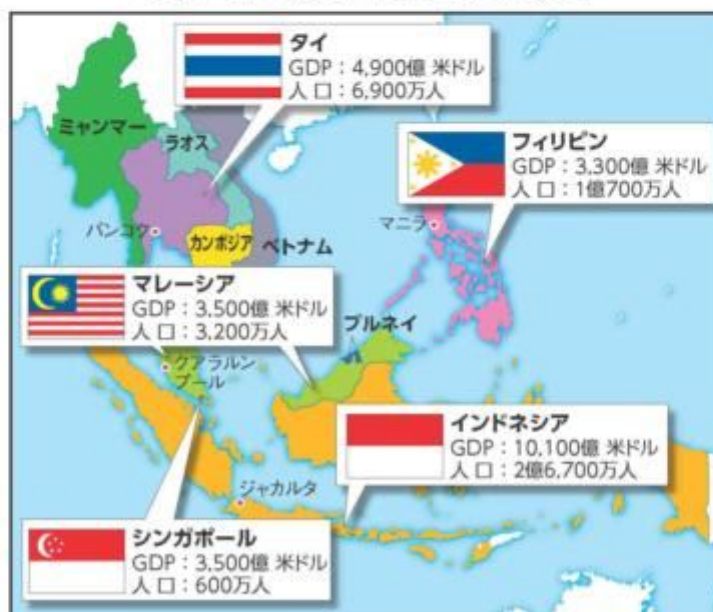 タイ
GDP：4,900億 米ドル
人 口：6,900万人
ミャンマー
ラオス
フィリピン
GDP：3,300億 米ドル
人 口：1億700万人
マニラ
バンコク
カンボジア
ベトナム
マレーシア
GDP：3,500億 米ドル
人 口：3,200万人
ブルネイ
クアラルン
プール
インドネシア
GDP：10,100億 米ドル
人 口：2億6,700万人
ジャカルタ
シンガポール
GDP：3,500億 米ドル
人 口：600万人